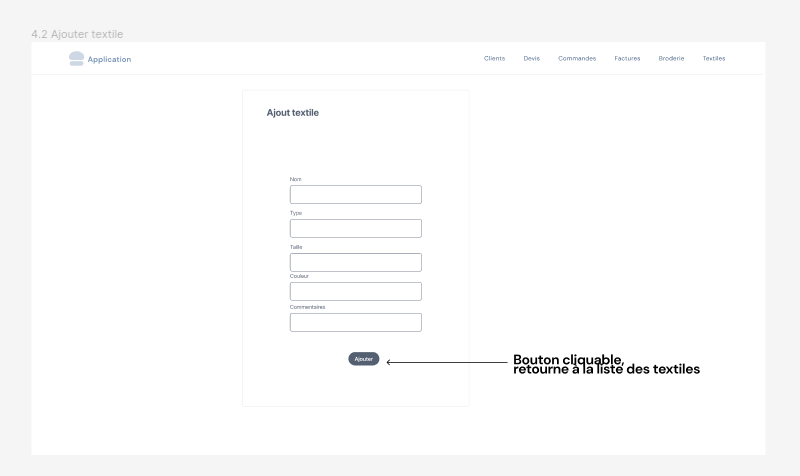 4.2 Ajouter textile
Application
Clients Devis Commandes Factures Broderie Textiles
Ajout textile
Nom
Type
Taille
Couleur
Commentaires
Ajouter
Bouton cliquable,
retourne à la liste des textiles